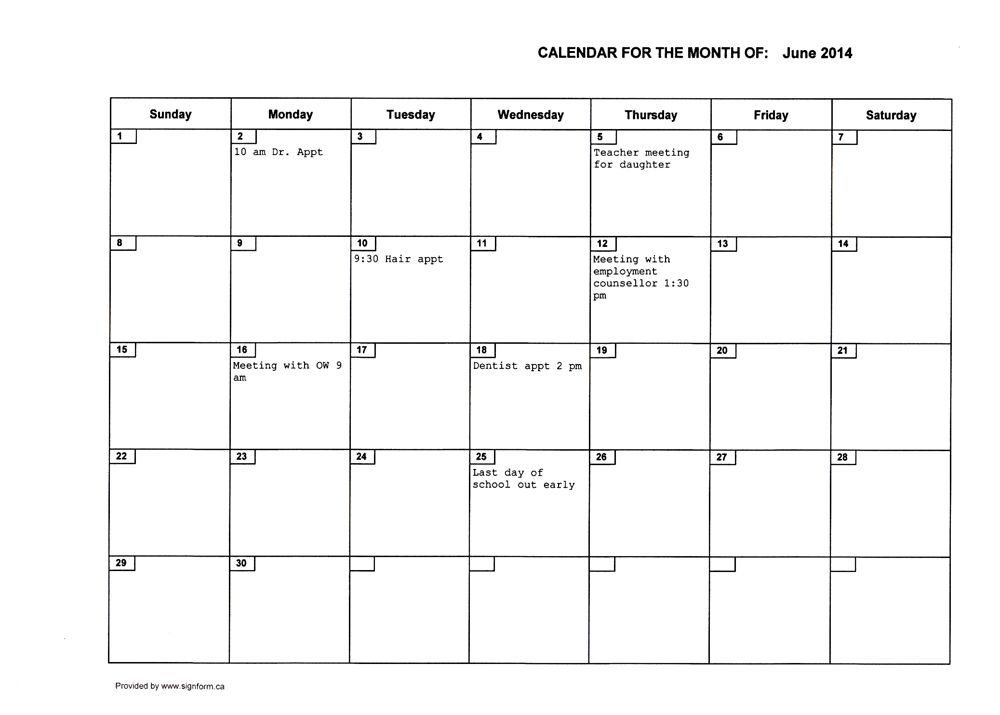 CALENDAR FOR THE MONTH OF: June 2014
Sunday Monday Tuesday Wednesday Thursday Friday Saturday
1 2 3 4 5 6 7
10 am Dr. Appt
Teacher meeting
for daughter
8 9 10 11 12 13 14
9:30 Hair appt
Meeting with
employment
counsellor 1:30
pm
15 16 17 18 19 20 21
Meeting with OW 9
am
Dentist appt 2 pm
22 23 24 25 26 27 28
Last day of
school out early
29 30
Provided by www.signform.ca